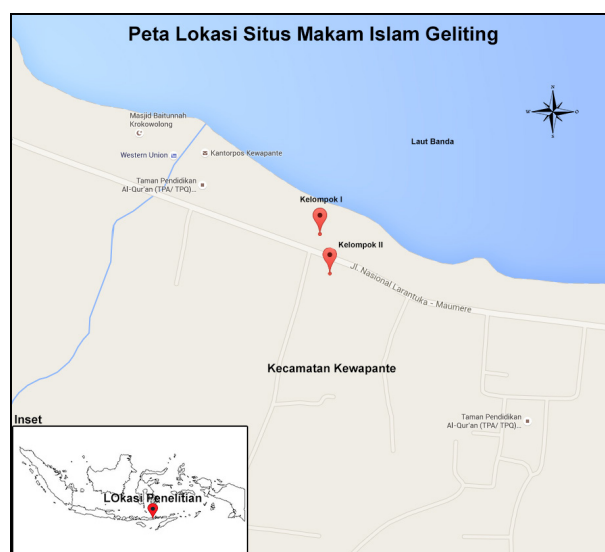 Peta Lokasi Situs Makam Islam Geliting
N
W
O
S
Masjid Baitunnah
Krokowolong
Laut Banda
Western Union
Kantorpos Kewapante
Taman Pendidikan
Al-Qur'an (TPA/ TPQ)...
Kelompok I
Kelompok II
Jl. Nasional Larantuka - Maumere
Kecamatan Kewapante
Taman Pendidikan
Al-Qur'an (TPA/ TPQ)...
Inset
LOkasi Penelitian